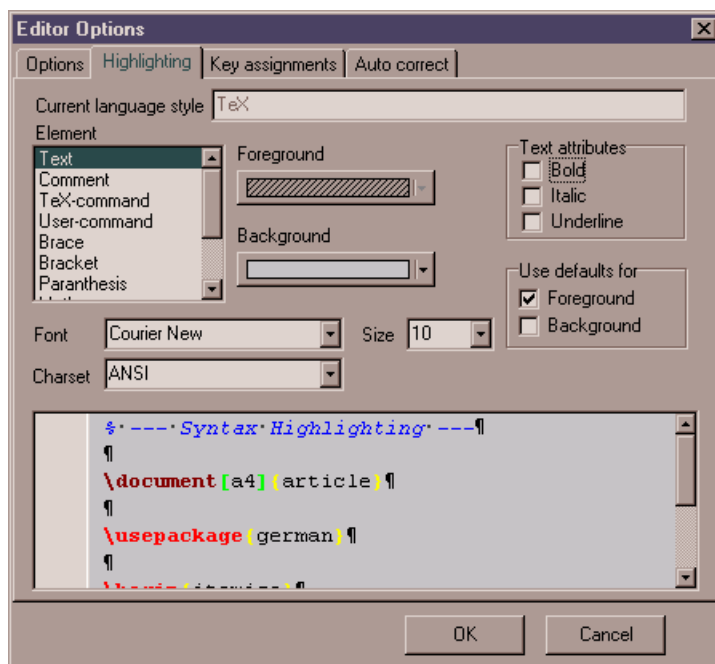 Editor Options
Options Highlighting Key assignments Auto correct
Current language style TeX
Element
Text
Comment
TeX-command
User-command
Brace
Bracket
Paranthesis
Foreground
Background
Text attributes
Bold
Italic
Underline
Use defaults for
Foreground
Background
Font Courier New Size 10
Charset ANSI
%·---·Syntax·Highlighting·---¶
¶
\document[a4]{article}¶
¶
\usepackage{german}¶
¶
OK Cancel